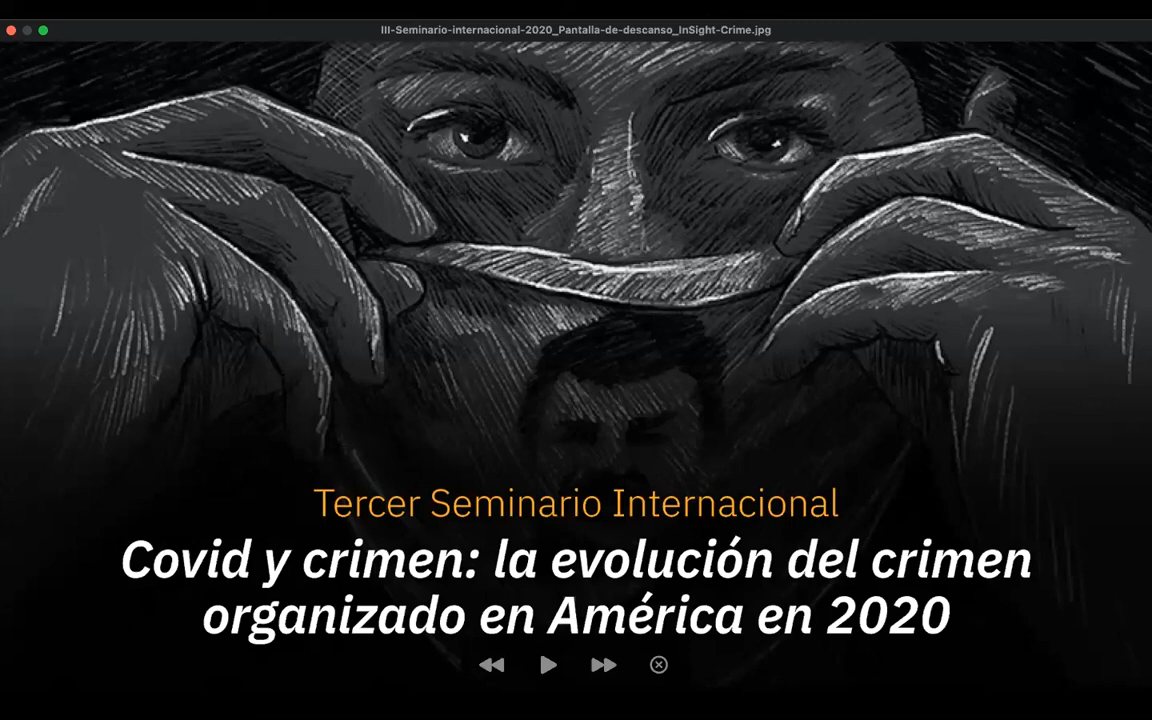 III-Seminario-internacional-2020_Pantalla-de-descanso_InSight-Crime.jpg
Tercer Seminario Internacional
Covid y crimen: la evolución del crimen
organizado en América en 2020